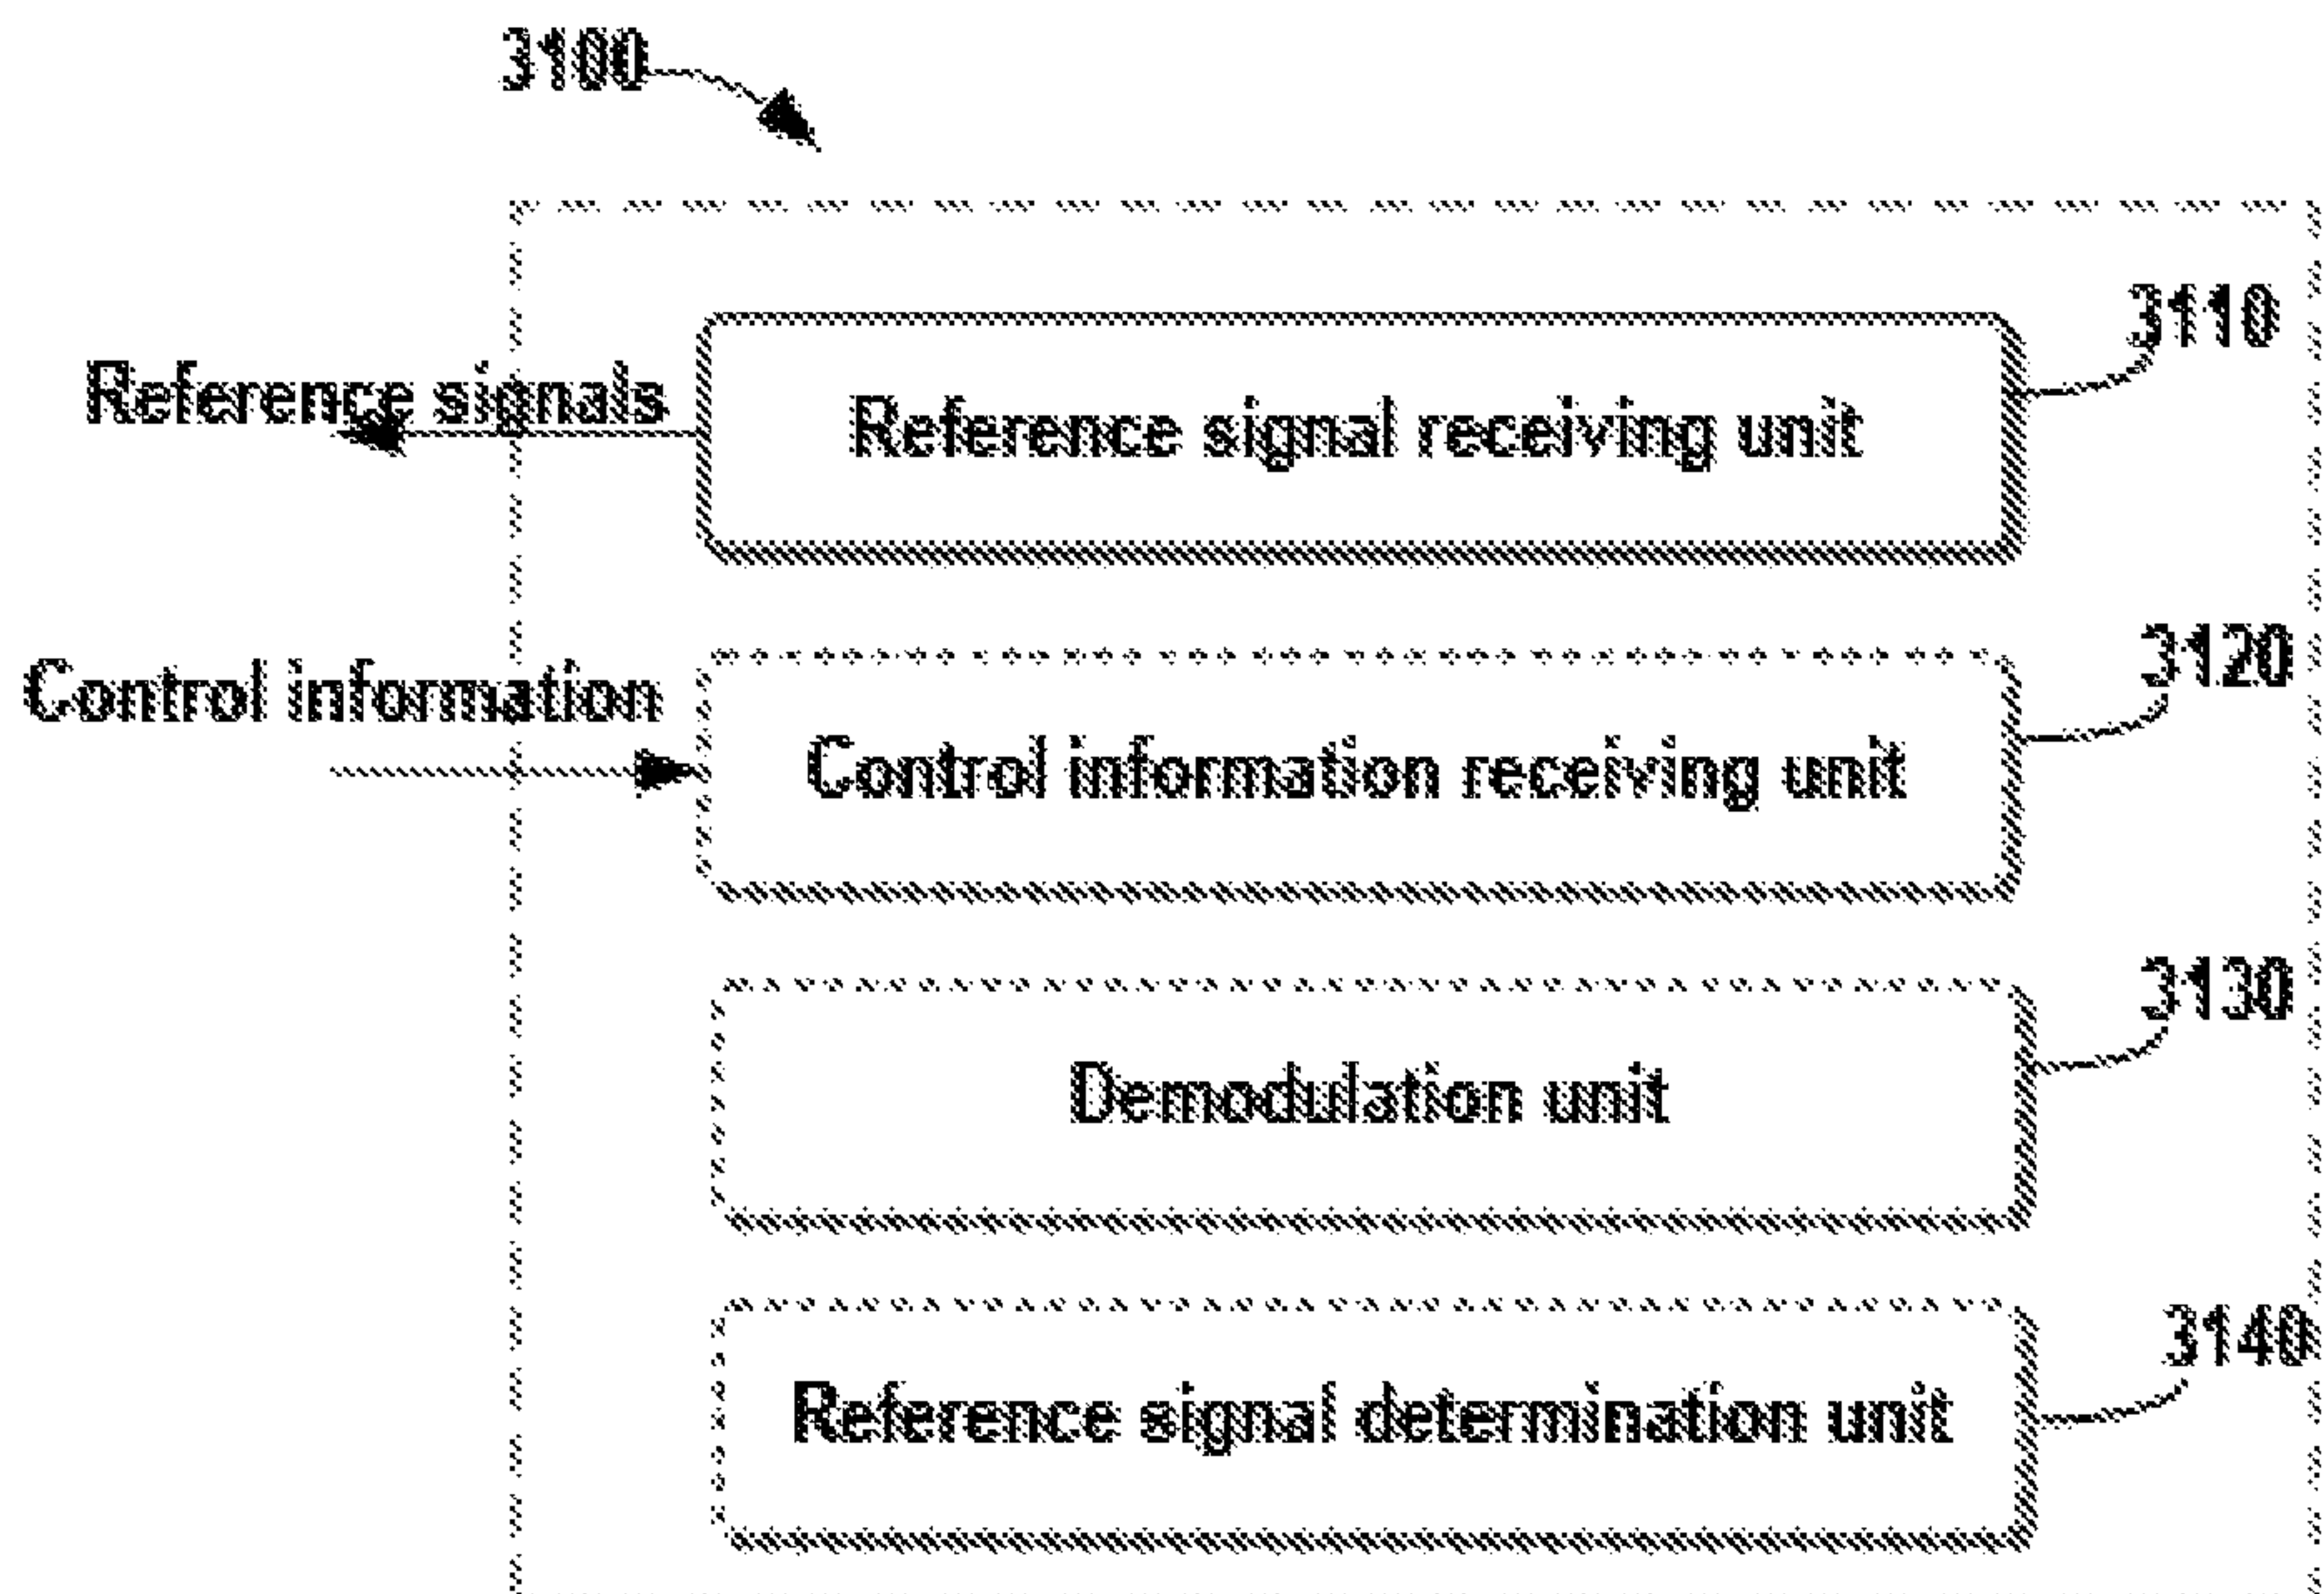 3100
3110
Reference signals
Reference signal receiving unit
3120
Control information
Control information receiving unit
3130
Demodulation unit
3140
Reference signal determination unit